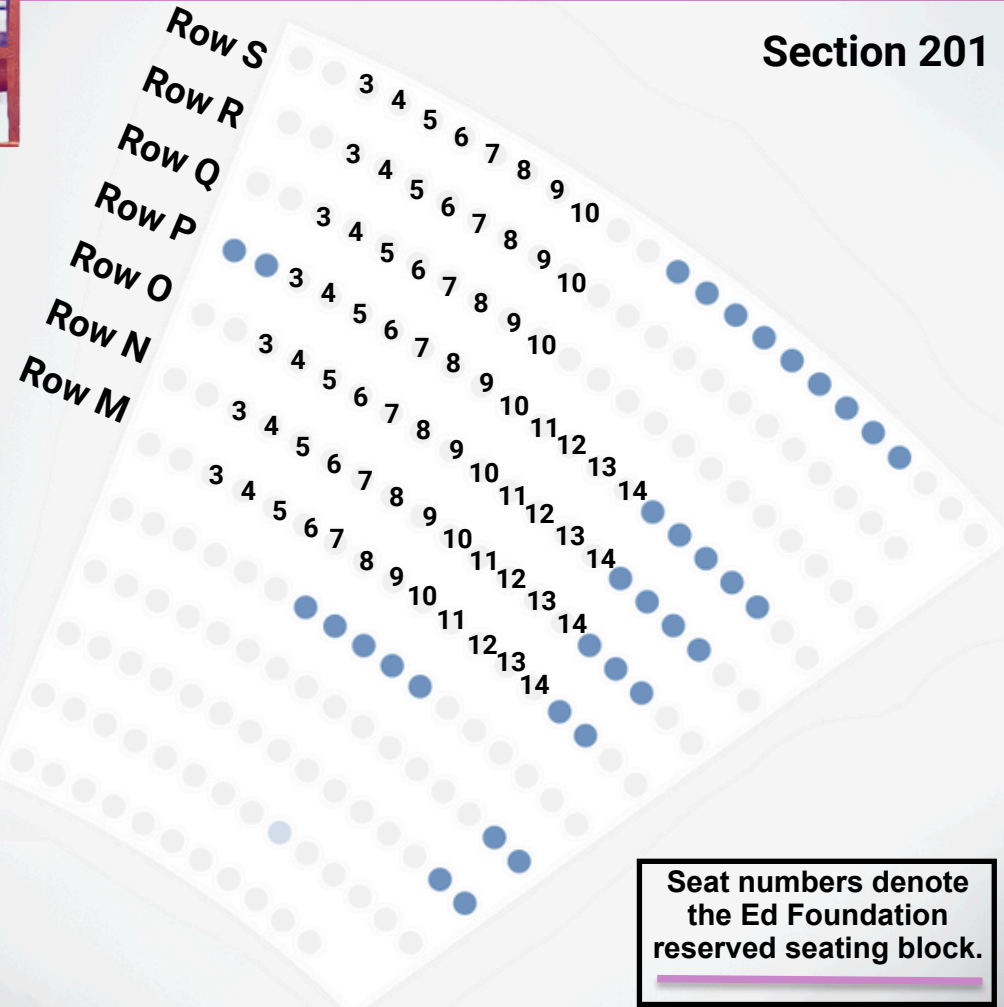 Section 201
Row S 3 4 5 6 7 8 9 10
Row R 3 4 5 6 7 8 9 10
Row Q 3 4 5 6 7 8 9 10
Row P 3 4 5 6 7 8 9 10 11 12 13 14
Row O 3 4 5 6 7 8 9 10 11 12 13 14
Row N 3 4 5 6 7 8 9 10 11 12 13 14
Row M 3 4 5 6 7 8 9 10 11 12 13 14
Seat numbers denote
the Ed Foundation
reserved seating block.